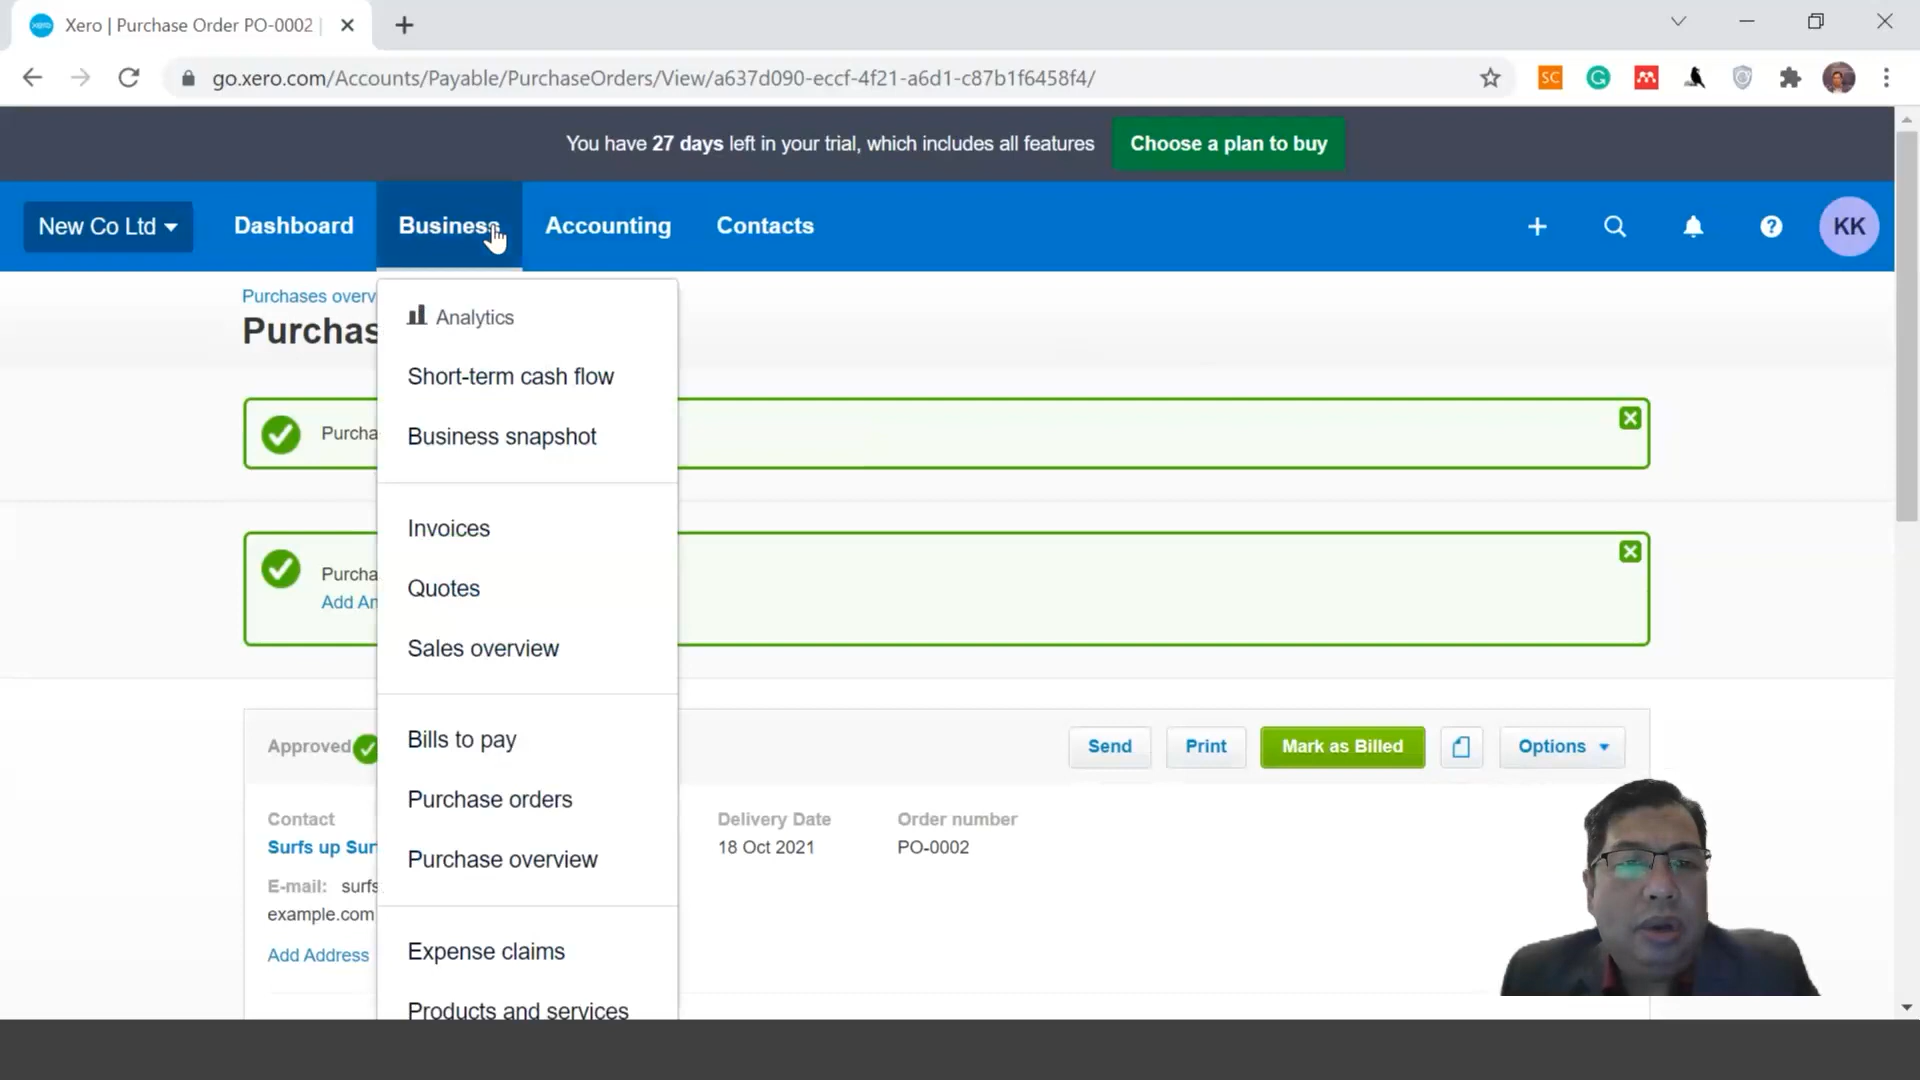 Xero | Purchase Order PO-0002 |
go.xero.com/Accounts/Payable/PurchaseOrders/View/a637d090-eccf-4f21-a6d1-c87b1f6458f4/
SC
You have 27 days left in your trial, which includes all features
Choose a plan to buy
New Co Ltd
Dashboard
Business
Accounting
Contacts
KK
Purchases overv
Purchas
Analytics
Short-term cash flow
Business snapshot
Purcha
Invoices
Quotes
Sales overview
Purcha
Add An
Bills to pay
Purchase orders
Purchase overview
Expense claims
Products and services
Approved
Send
Print
Mark as Billed
Options
Contact
Surfs up Sur
Delivery Date
18 Oct 2021
Order number
PO-0002
E-mail: surfs
example.com
Add Address